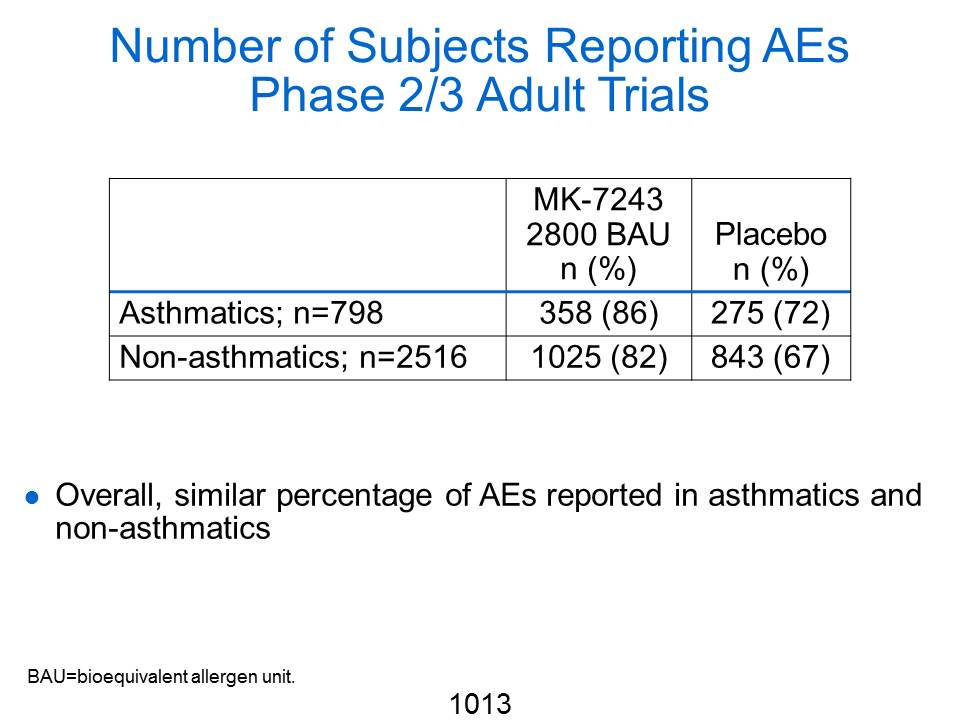 Number of Subjects Reporting AEs
Phase 2/3 Adult Trials
MK-7243
2800 BAU
n (%)
Placebo
n (%)
Asthmatics; n=798
358 (86)
275 (72)
Non-asthmatics; n=2516
1025 (82)
843 (67)
● Overall, similar percentage of AEs reported in asthmatics and
non-asthmatics
BAU=bioequivalent allergen unit.
1013